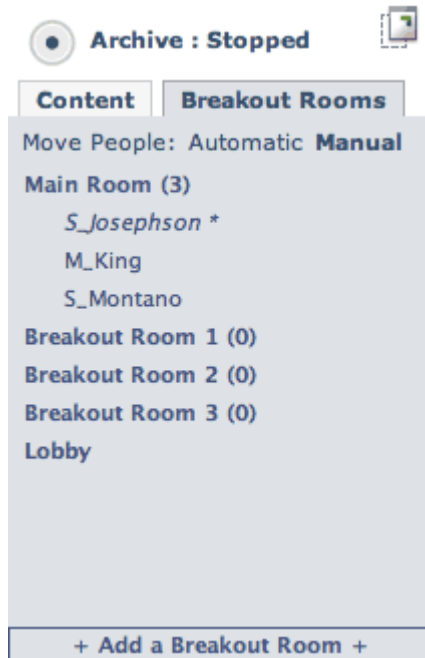 Archive : Stopped
Content Breakout Rooms
Move People: Automatic Manual
Main Room (3)
S_Josephson *
M_King
S_Montano
Breakout Room 1 (0)
Breakout Room 2 (0)
Breakout Room 3 (0)
Lobby
+ Add a Breakout Room +